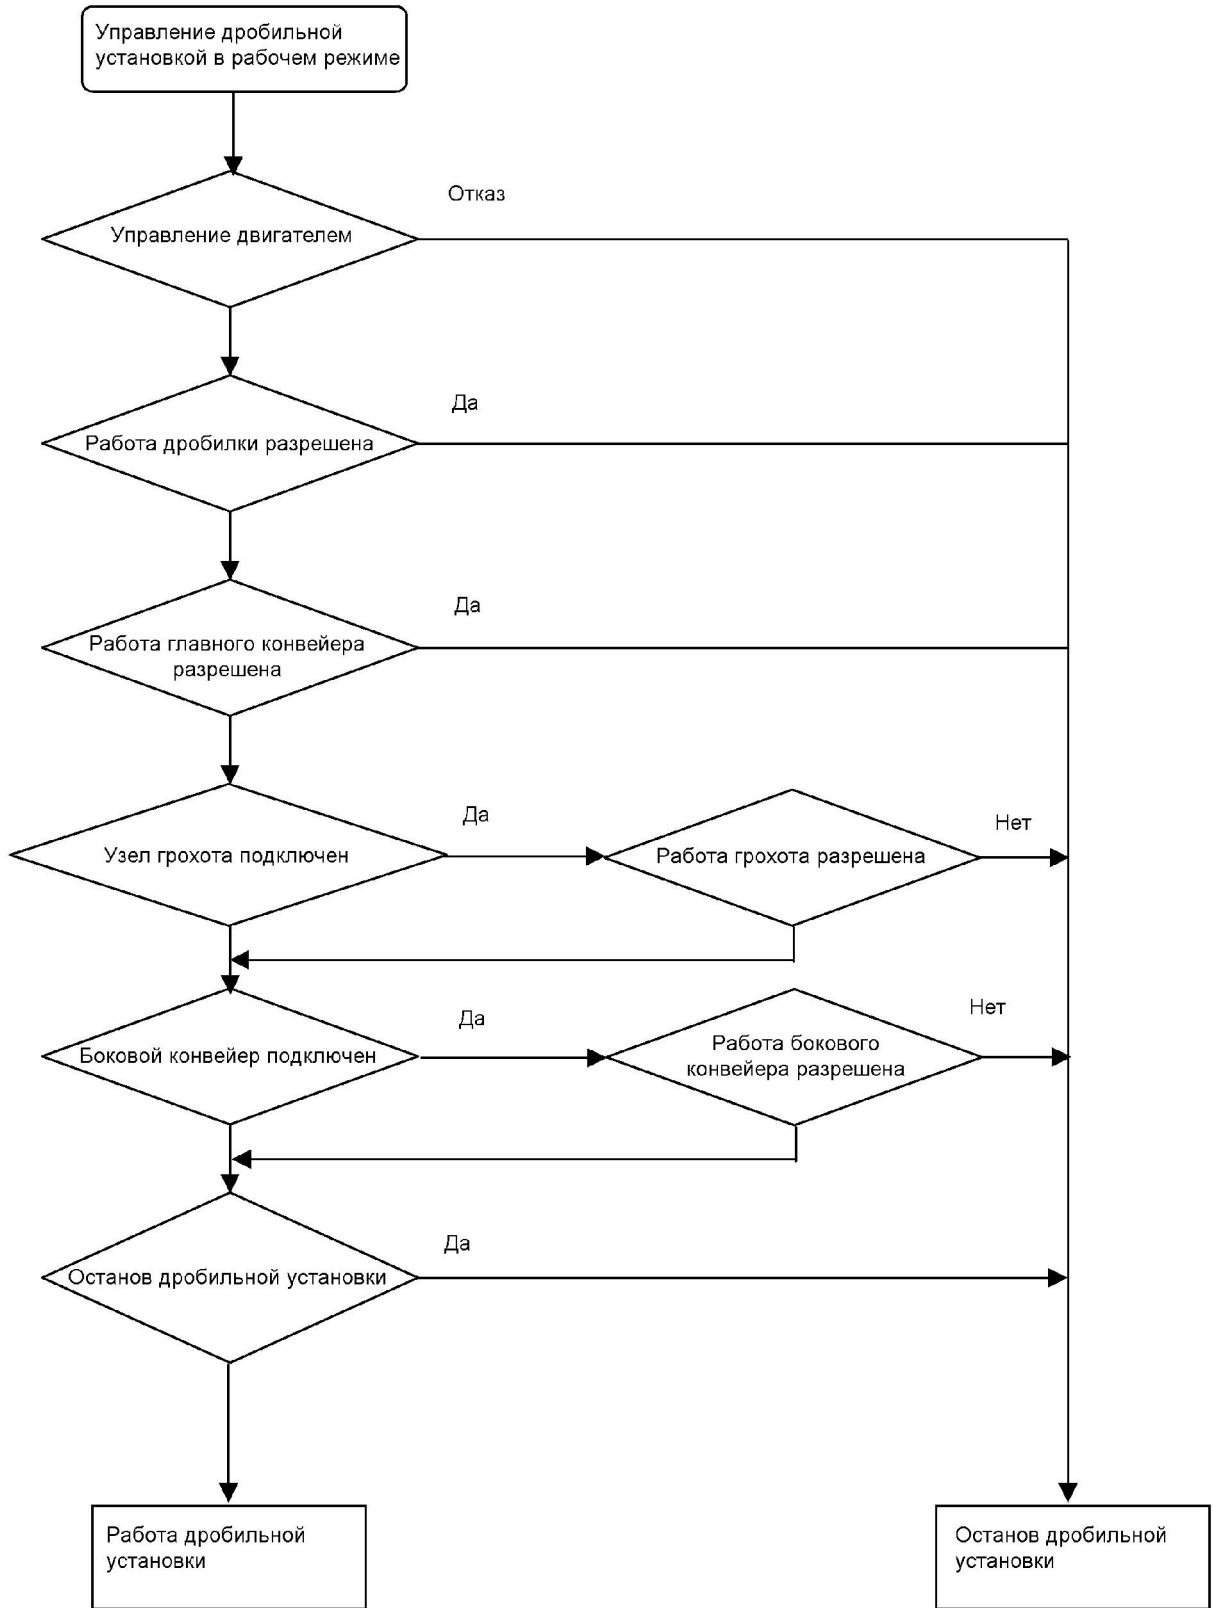 Управление дробильной
установкой в рабочем режиме
Отказ
Управление двигателем
Да
Работа дробилки разрешена
Да
Работа главного конвейера
разрешена
Да
Нет
Узел грохота подключен
Работа грохота разрешена
Да
Нет
Боковой конвейер подключен
Работа бокового
конвейера разрешена
Да
Останов дробильной установки
Работа дробильной
установки
Останов дробильной
установки